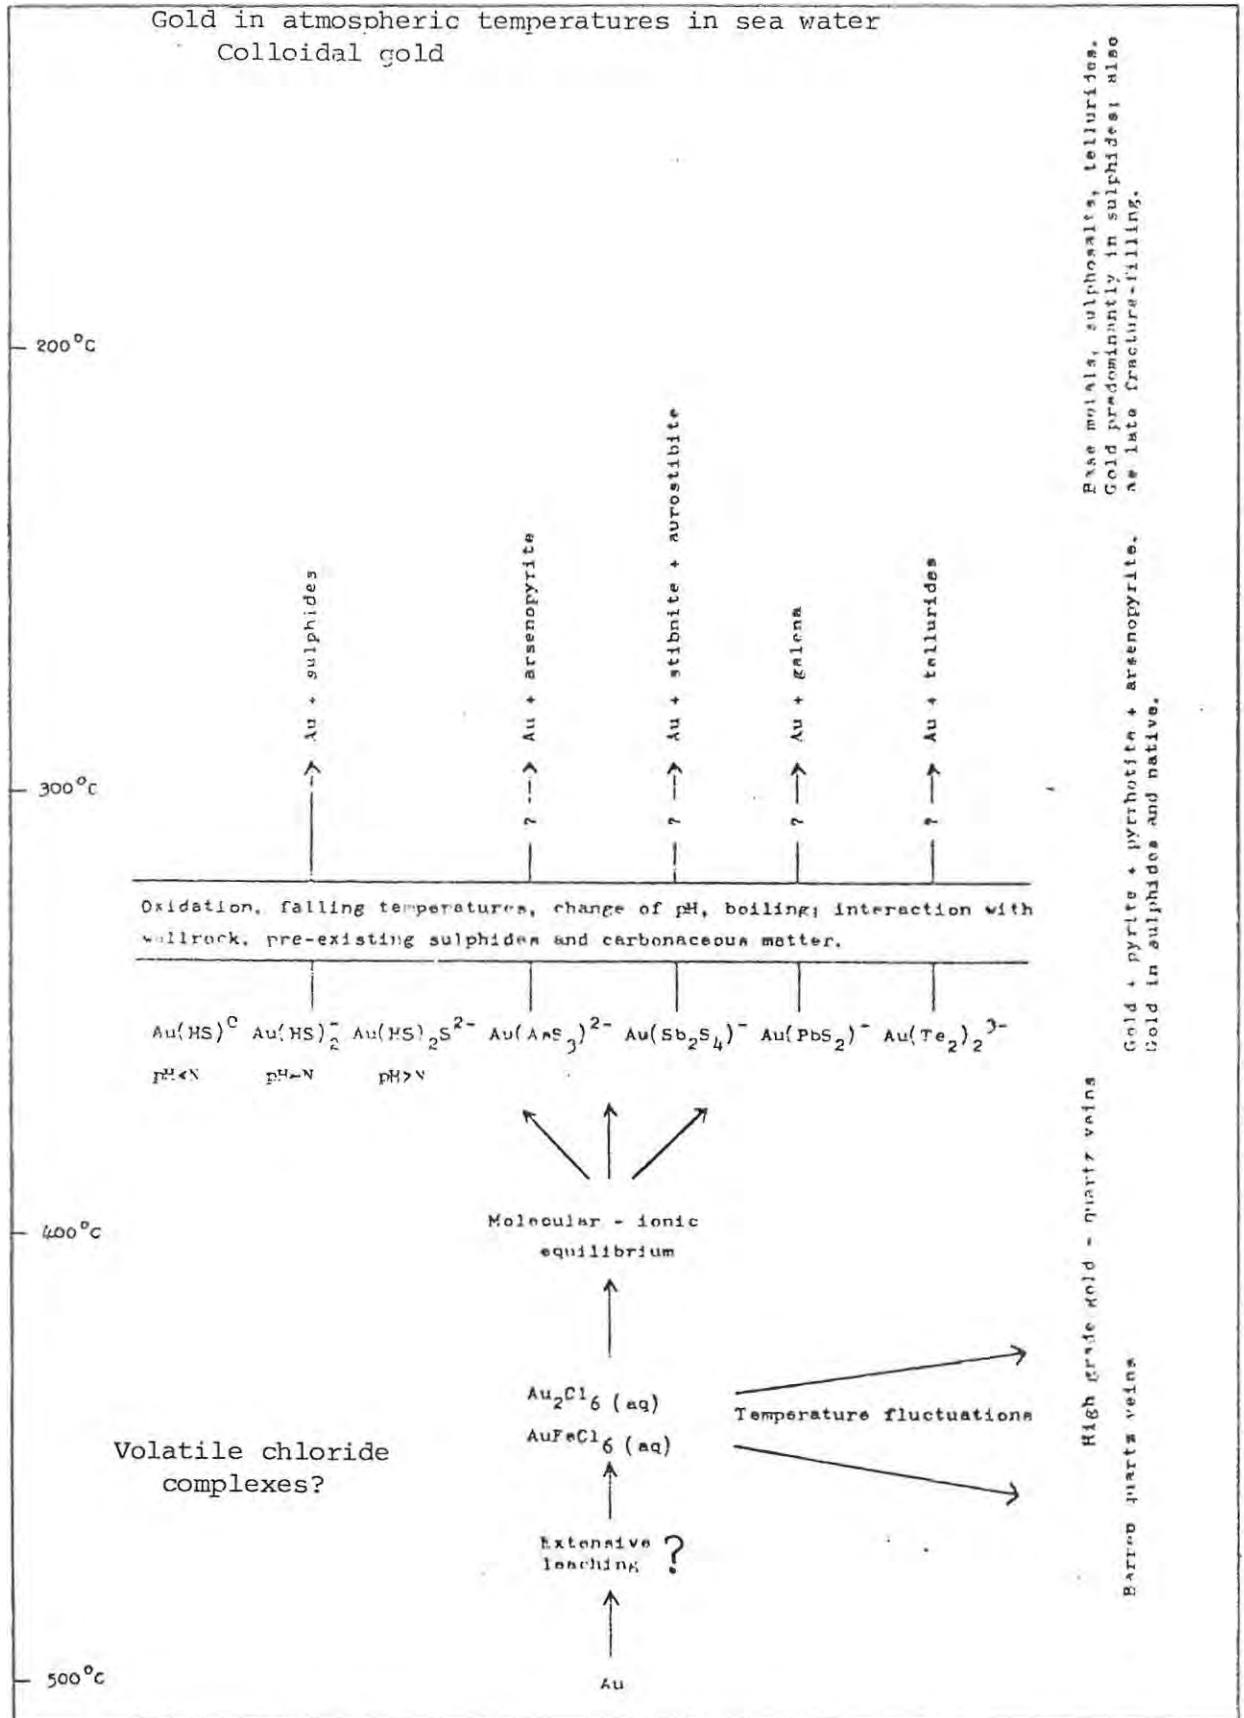 Gold in atmospheric temperatures in sea water
Colloidal gold
Base metals, sulphosalts, tellurides.
Gold predominantly in sulphides; also
as late fracture-filling.
200°C
Au + sulphides
Au + arsenopyrite
Au + stibnite + aurostibite
Au + galena
Au + tellurides
Gold + pyrite + pyrrhotite + arsenopyrite.
Gold in sulphides and native.
300°C
? ? ? ?
Oxidation, falling temperatures, change of pH, boiling; interaction with
wallrock, pre-existing sulphides and carbonaceous matter.
Au(HS)⁰ Au(HS)₂⁻ Au(HS)₂S²⁻ Au(AsS₃)²⁻ Au(Sb₂S₄)⁻ Au(PbS₂)⁻ Au(Te₂)₂³⁻
pH<N pH~N pH>N
400°C
Molecular - ionic
equilibrium
High grade gold - quartz veins
Barren quartz veins
Au₂Cl₆ (aq)
AuFeCl₆ (aq)
Temperature fluctuations
Volatile chloride
complexes?
Extensive
leaching ?
500°C
Au